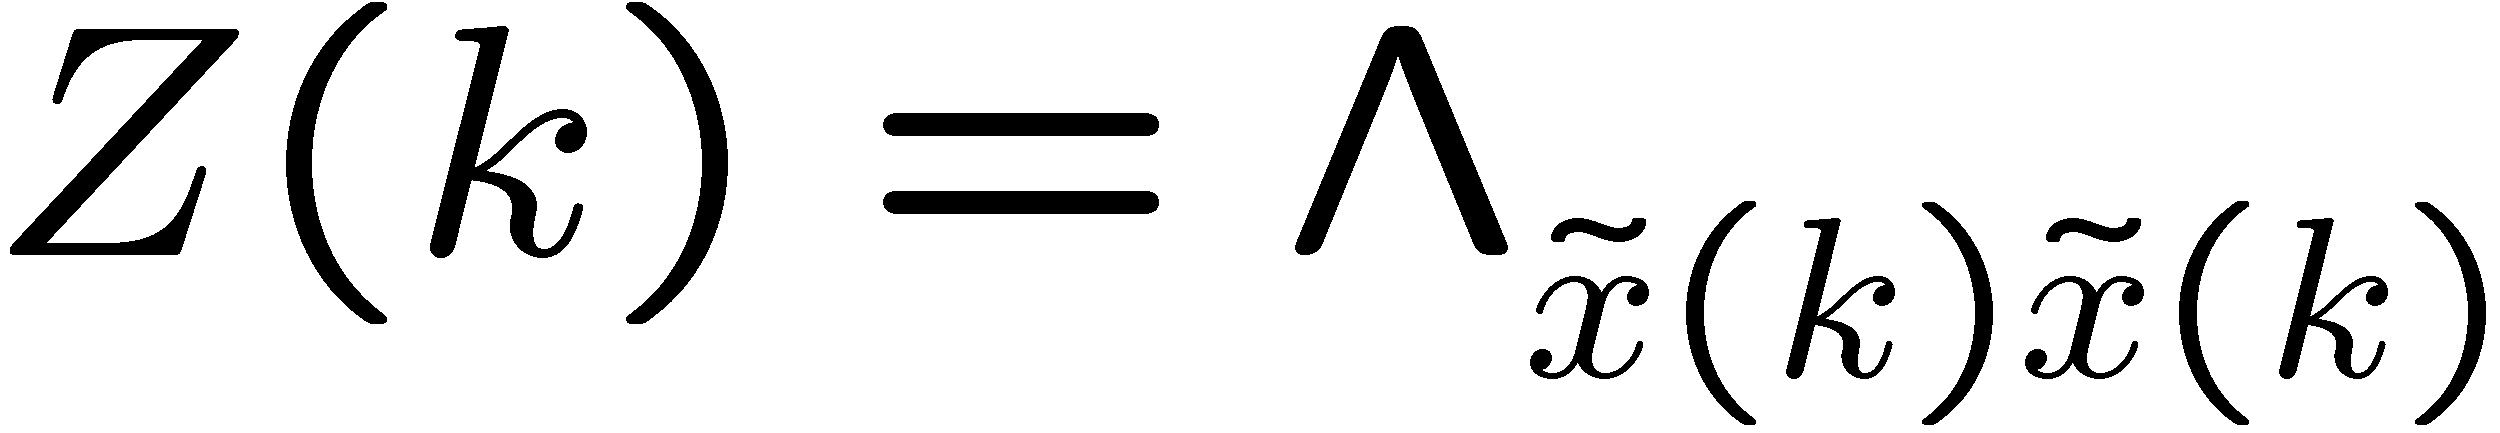 Z(k) = Λ_{x̃(k)x̃(k)}